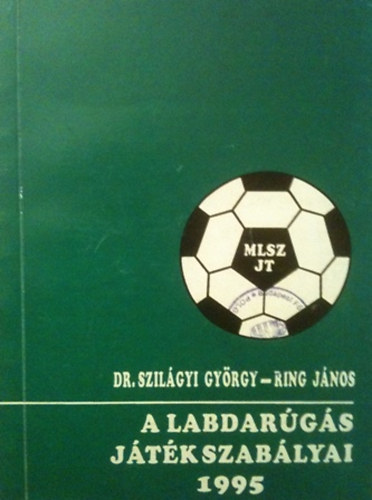 MLSZ
JT
DR. SZILÁGYI GYÖRGY — RING JÁNOS
A LABDARÚGÁS
JÁTÉKSZABÁLYAI
1995